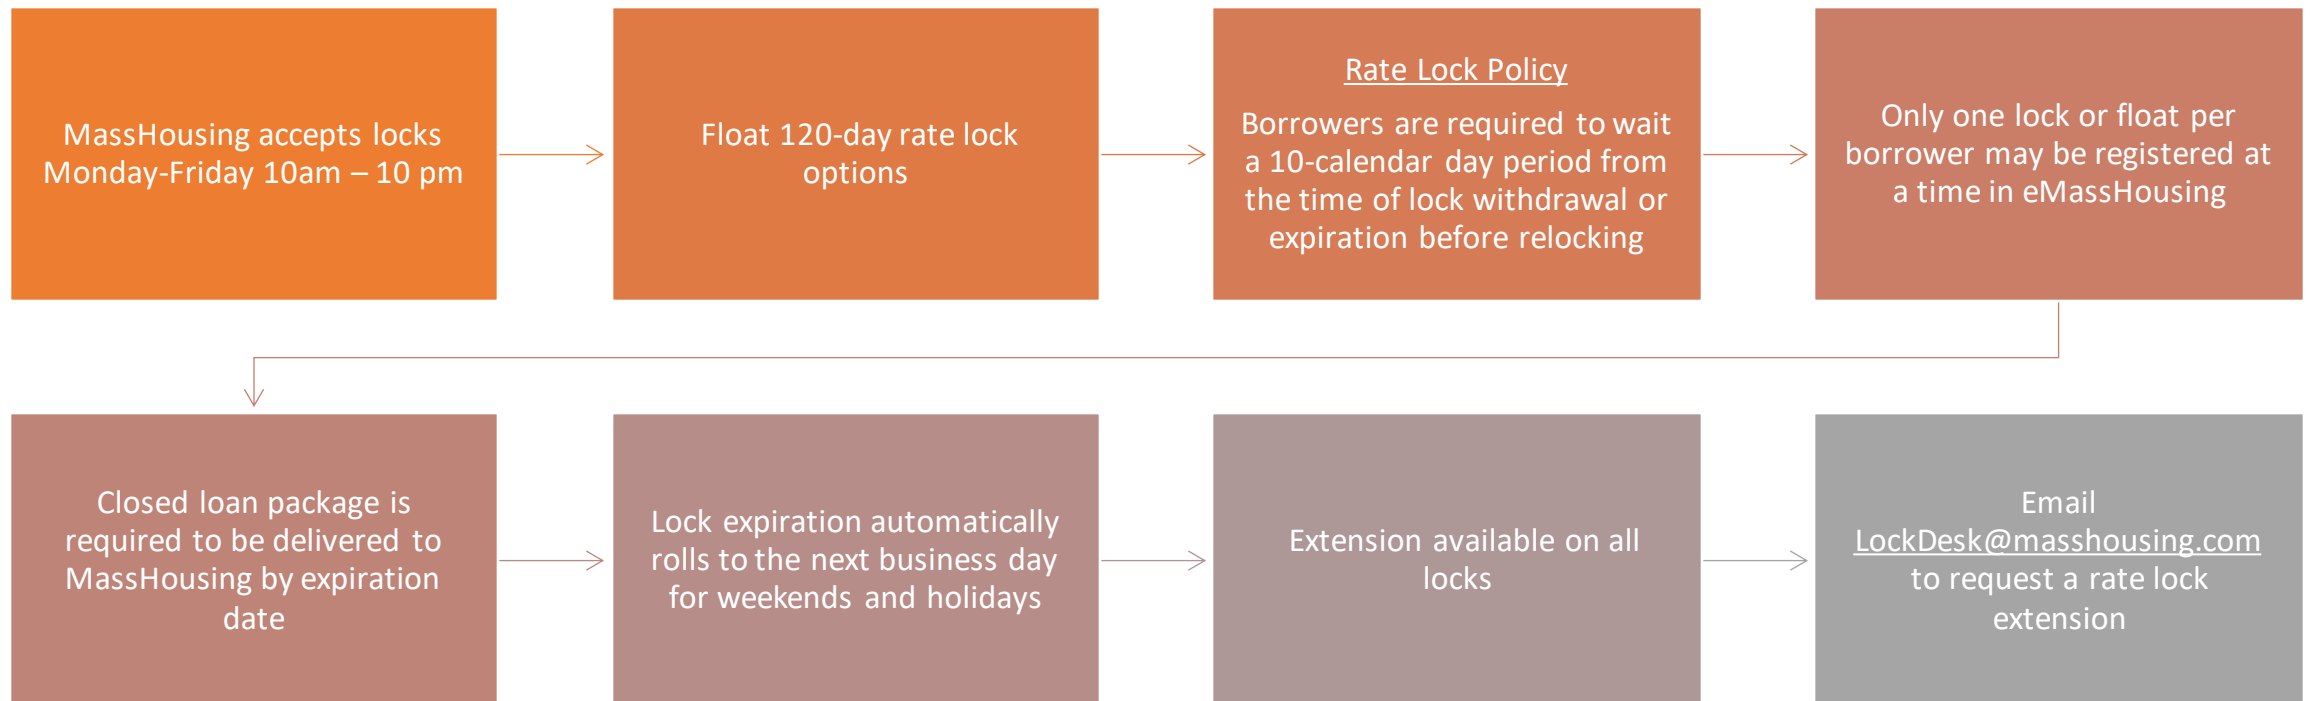 MassHousing accepts locks
Monday-Friday 10am – 10 pm
Float 120-day rate lock
options
Rate Lock Policy
Borrowers are required to wait
a 10-calendar day period from
the time of lock withdrawal or
expiration before relocking
Only one lock or float per
borrower may be registered at
a time in eMassHousing
Closed loan package is
required to be delivered to
MassHousing by expiration
date
Lock expiration automatically
rolls to the next business day
for weekends and holidays
Extension available on all
locks
Email
LockDesk@masshousing.com
to request a rate lock
extension